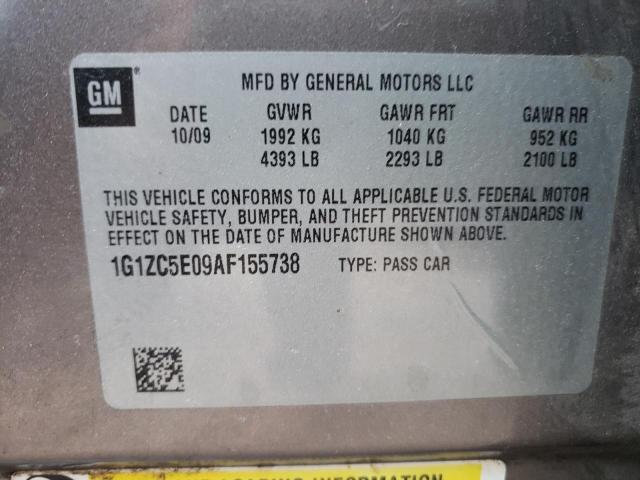 GM
MFD BY GENERAL MOTORS LLC
DATE GVWR GAWR FRT GAWR RR
10/09 1992 KG 1040 KG 952 KG
4393 LB 2293 LB 2100 LB
THIS VEHICLE CONFORMS TO ALL APPLICABLE U.S. FEDERAL MOTOR
VEHICLE SAFETY, BUMPER, AND THEFT PREVENTION STANDARDS IN
EFFECT ON THE DATE OF MANUFACTURE SHOWN ABOVE.
1G1ZC5E09AF155738 TYPE: PASS CAR
LOADING INFORMATION